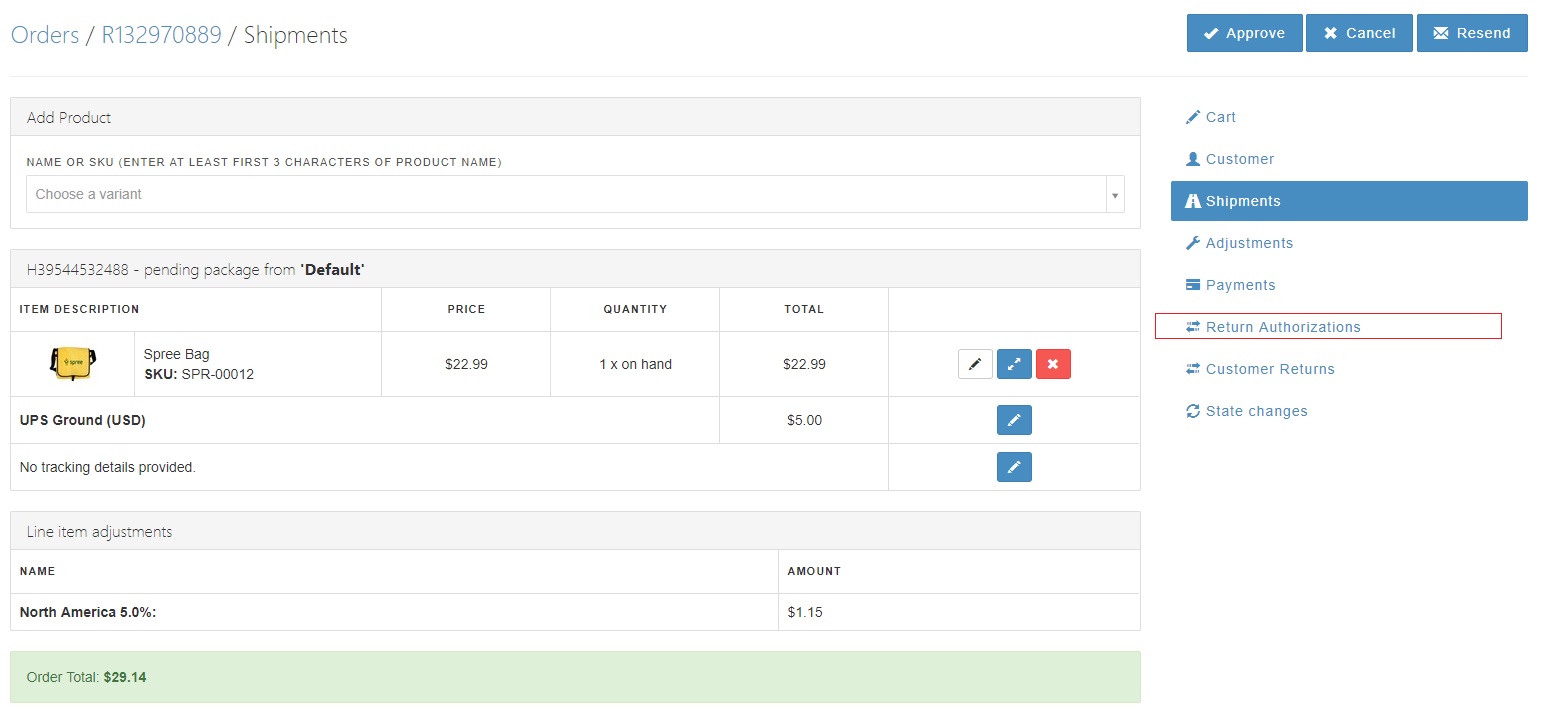 Orders / R132970889 / Shipments
Approve
Cancel
Resend
Add Product
NAME OR SKU (ENTER AT LEAST FIRST 3 CHARACTERS OF PRODUCT NAME)
Choose a variant
H39544532488 - pending package from 'Default'
ITEM DESCRIPTION PRICE QUANTITY TOTAL
spree
Spree Bag
SKU: SPR-00012
$22.99 1 x on hand $22.99
UPS Ground (USD) $5.00
No tracking details provided.
Line item adjustments
NAME AMOUNT
North America 5.0%: $1.15
Order Total: $29.14
Cart
Customer
Shipments
Adjustments
Payments
Return Authorizations
Customer Returns
State changes